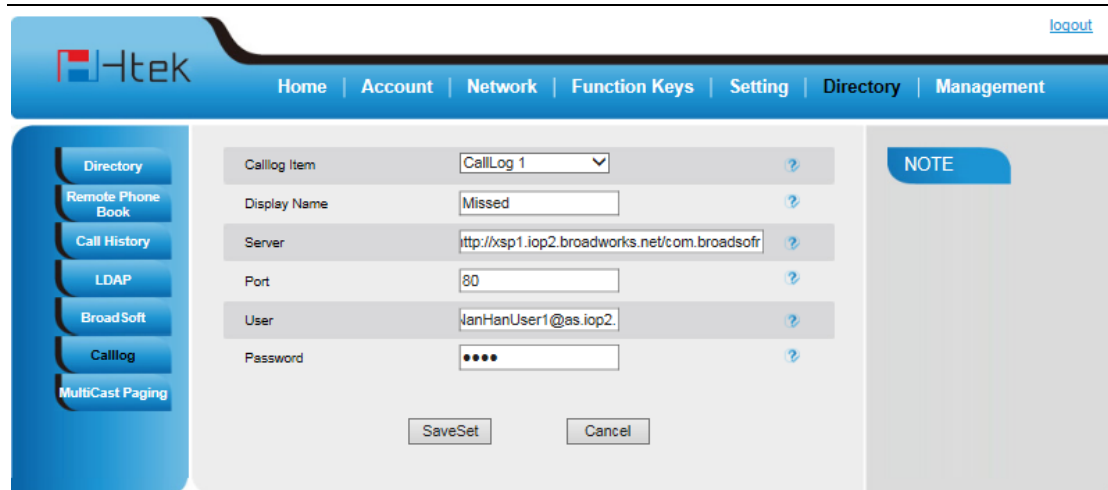 logout
Htek
Home | Account | Network | Function Keys | Setting | Directory | Management
Directory
Remote Phone
Book
Call History
LDAP
BroadSoft
Calllog
MultiCast Paging
Calllog Item CallLog 1
Display Name Missed
Server ttp://xsp1.iop2.broadworks.net/com.broadsofr
Port 80
User NanHanUser1@as.iop2.
Password ••••
SaveSet Cancel
NOTE